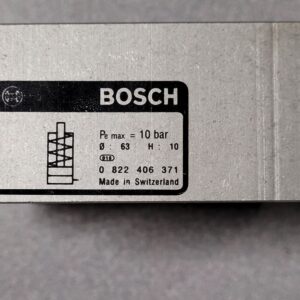 BOSCH
Pe max = 10 bar
Ø : 63 H : 10
0 822 406 371
Made in Switzerland